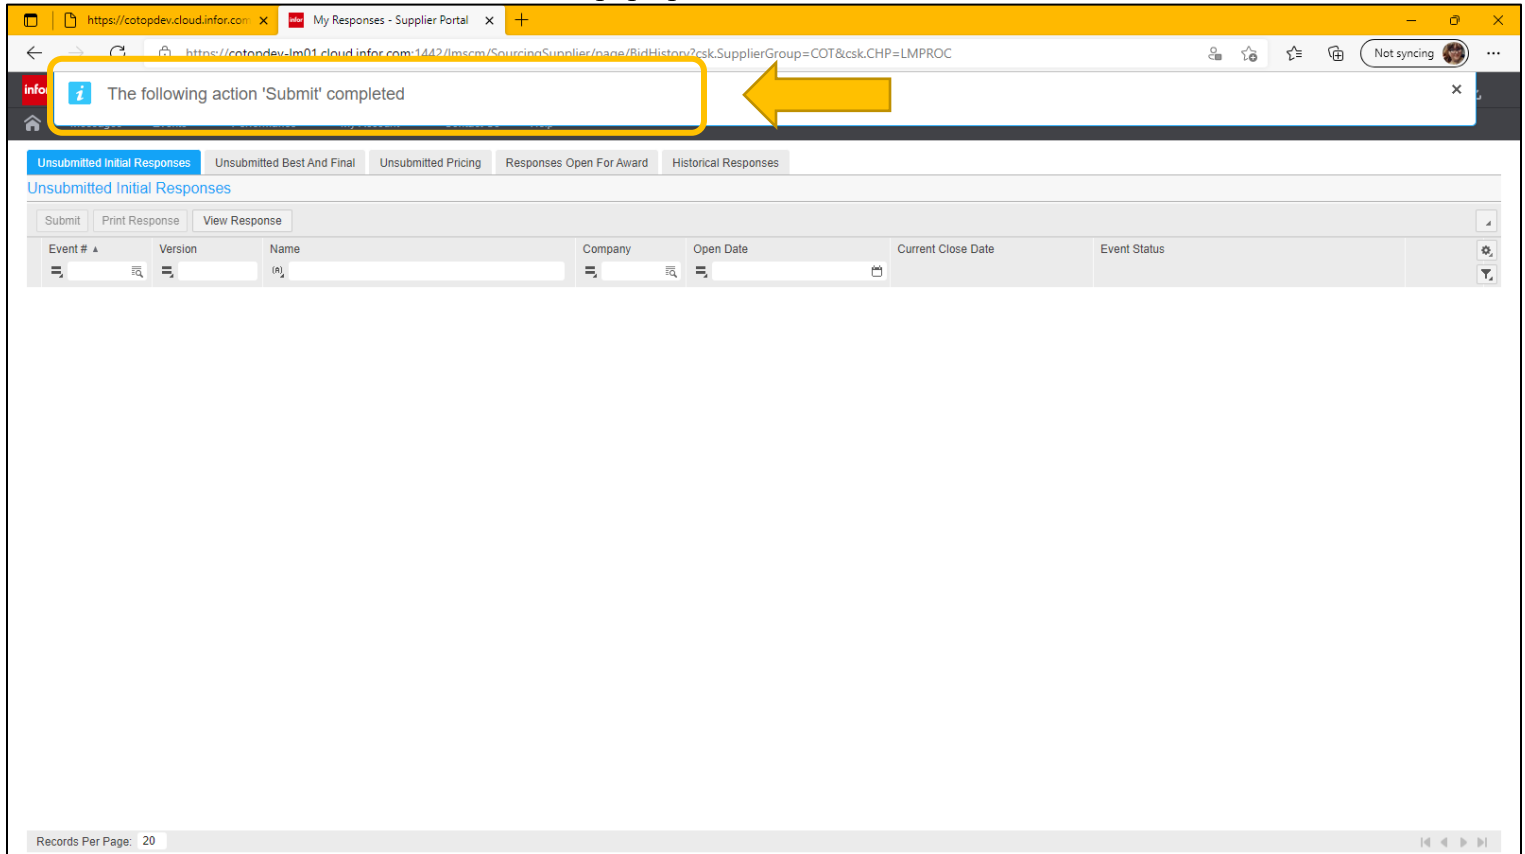 https://cotopdev.cloud.infor.com
infor
My Responses - Supplier Portal
https://cotopdev-lm01.cloud.infor.com:1442/lmscm/SourcingSupplier/page/BidHistory?csk.SupplierGroup=COT&csk.CHP=LMPROC
Not syncing
infor
The following action 'Submit' completed
Unsubmitted Initial Responses Unsubmitted Best And Final Unsubmitted Pricing Responses Open For Award Historical Responses
Unsubmitted Initial Responses
Submit Print Response View Response
Event # Version Name Company Open Date Current Close Date Event Status
(A)
Records Per Page: 20